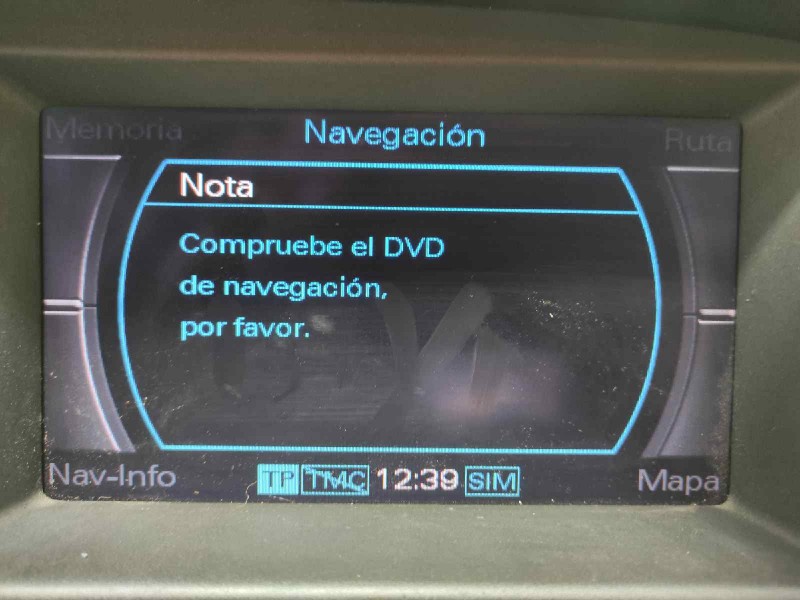 Memoria
Navegación
Ruta
Nota
Compruebe el DVD
de navegación,
por favor.
Nav-Info
TP
TMC
12:39
SIM
Mapa